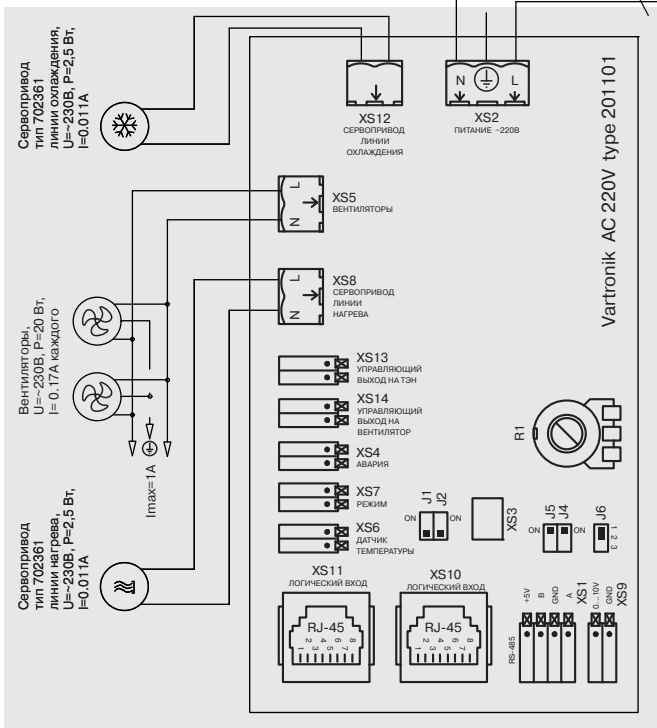 Сервопривод
тип 702361
линии охлаждения,
U=~230В, P=2,5 Вт,
I=0.011А
XS12
СЕРВОПРИВОД
ЛИНИИ
ОХЛАЖДЕНИЯ
N
L
XS2
ПИТАНИЕ ~220В
Vartronik AC 220V type 201101
L
N
XS5
ВЕНТИЛЯТОРЫ
L
N
XS8
СЕРВОПРИВОД
ЛИНИИ
НАГРЕВА
Вентиляторы,
U=~230В, P=20 Вт,
I= 0.17А каждого
Imax=1А
XS13
УПРАВЛЯЮЩИЙ
ВЫХОД НА ТЭН
XS14
УПРАВЛЯЮЩИЙ
ВЫХОД НА
ВЕНТИЛЯТОР
XS4
АВАРИЯ
XS7
РЕЖИМ
XS6
ДАТЧИК
ТЕМПЕРАТУРЫ
R1
J1
J2
ON
ON
XS3
J5
J4
ON
ON
J6
1
2
3
Сервопривод
тип 702361
линии нагрева,
U=~230В, P=2,5 Вт,
I=0.011А
XS11
ЛОГИЧЕСКИЙ ВХОД
RJ-45
1 2 3 4 5 6 7 8
XS10
ЛОГИЧЕСКИЙ ВХОД
RJ-45
1 2 3 4 5 6 7 8
RS-485
+5V
B
GND
A
XS1
0...10V
GND
XS9